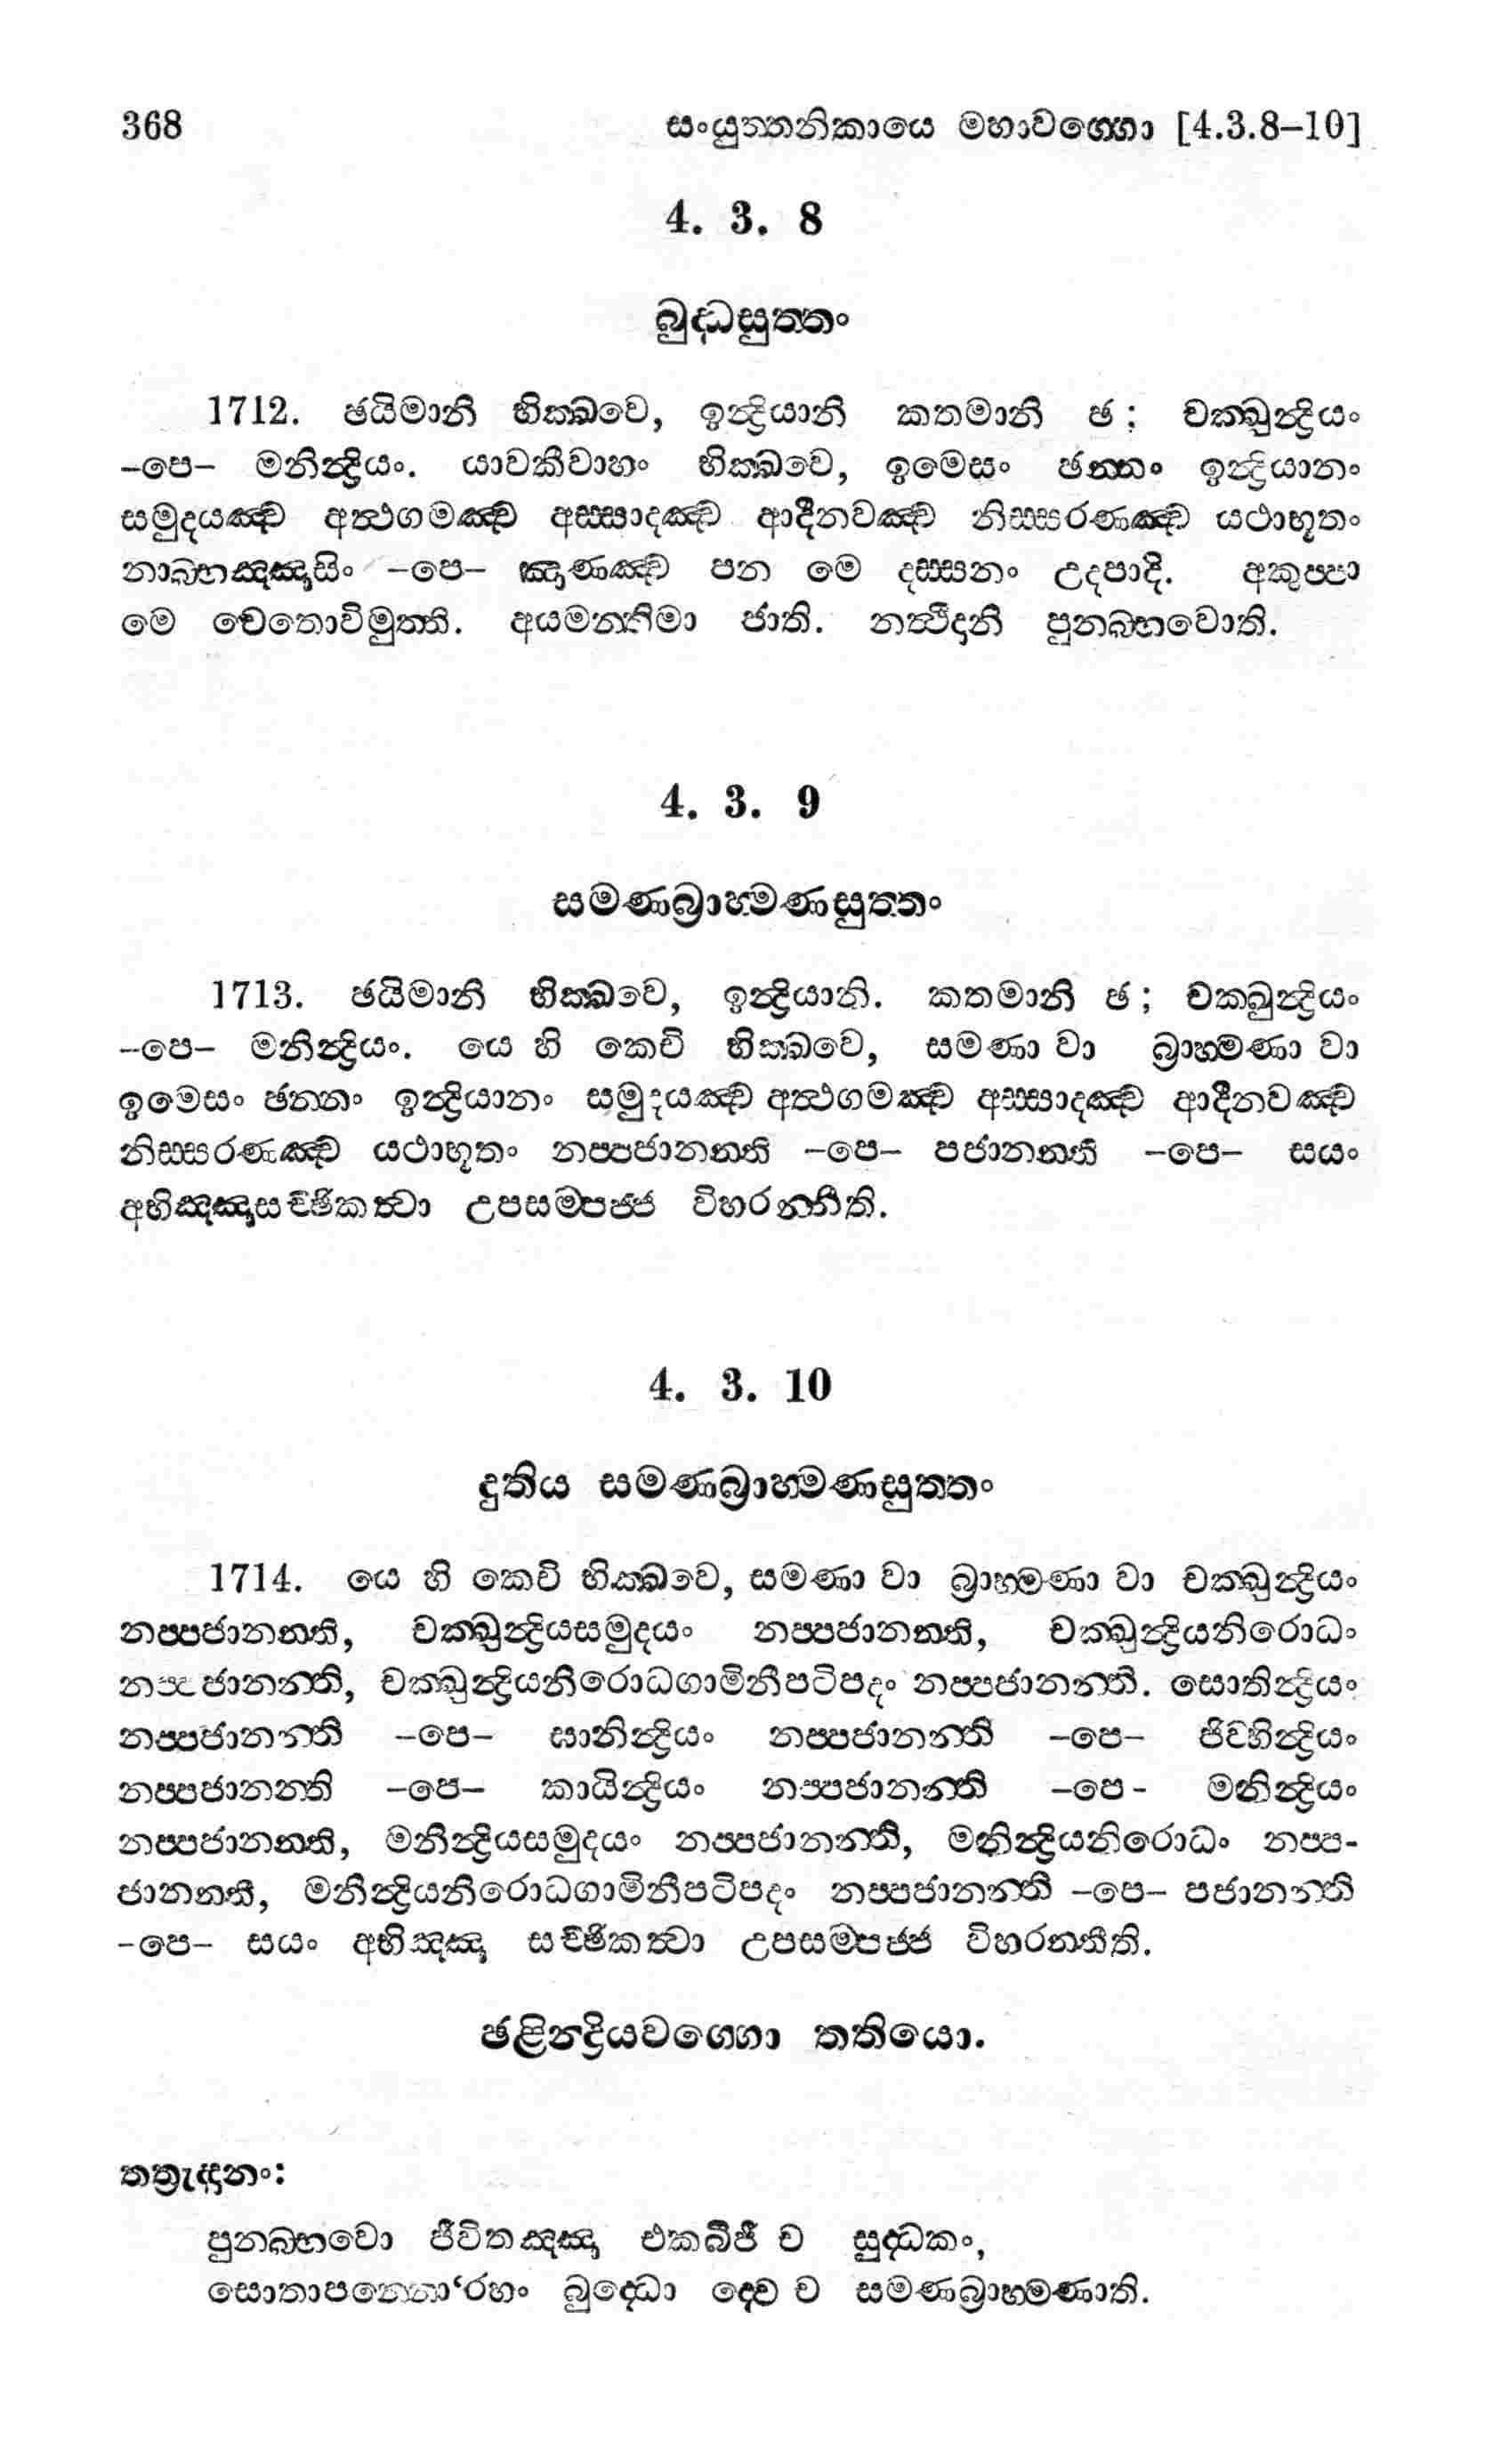 368 සංයුත්තනිකායෙ මහාවග්ගො [4.3.8–10]
4. 3. 8
බුද්ධසුත්තං
1712. ඡයිමානි භික්ඛවෙ, ඉන්ද්‍රියානි කතමානි ඡ; චක්ඛුන්ද්‍රියං
–පෙ– මනින්ද්‍රියං. යාවකීවාහං භික්ඛවෙ, ඉමෙසං ඡන්නං ඉන්ද්‍රියානං
සමුදයඤ්ච අත්ථගමඤ්ච අස්සාදඤ්ච ආදීනවඤ්ච නිස්සරණඤ්ච යථාභූතං
නාබ්භඤ්ඤාසිං –පෙ– ඤාණඤ්ච පන මෙ දස්සනං උදපාදි. අකුප්පා
මෙ චෙතොවිමුත්ති. අයමන්තිමා ජාති. නත්ථිදානි පුනබ්භවොති.
4. 3. 9
සමණබ්‍රාහ්මණසුත්තං
1713. ඡයිමානි භික්ඛවෙ, ඉන්ද්‍රියානි. කතමානි ඡ; චක්ඛුන්ද්‍රියං
–පෙ– මනින්ද්‍රියං. යෙ හි කෙචි භික්ඛවෙ, සමණා වා බ්‍රාහ්මණා වා
ඉමෙසං ඡන්නං ඉන්ද්‍රියානං සමුදයඤ්ච අත්ථගමඤ්ච අස්සාදඤ්ච ආදීනවඤ්ච
නිස්සරණඤ්ච යථාභූතං නප්පජානන්ති –පෙ– පජානන්ති –පෙ– සයං
අභිඤ්ඤාසච්ඡිකත්වා උපසම්පජ්ජ විහරන්තීති.
4. 3. 10
දුතිය සමණබ්‍රාහ්මණසුත්තං
1714. යෙ හි කෙචි භික්ඛවෙ, සමණා වා බ්‍රාහ්මණා වා චක්ඛුන්ද්‍රියං
නප්පජානන්ති, චක්ඛුන්ද්‍රියසමුදයං නප්පජානන්ති, චක්ඛුන්ද්‍රියනිරොධං
නප්පජානන්ති, චක්ඛුන්ද්‍රියනිරොධගාමිනීපටිපදං නප්පජානන්ති. සොතින්ද්‍රියං
නප්පජානන්ති –පෙ– ඝානින්ද්‍රියං නප්පජානන්ති –පෙ– ජිව්හින්ද්‍රියං
නප්පජානන්ති –පෙ– කායින්ද්‍රියං නප්පජානන්ති –පෙ- මනින්ද්‍රියං
නප්පජානන්ති, මනින්ද්‍රියසමුදයං නප්පජානන්ති, මනින්ද්‍රියනිරොධං නප්ප-
ජානන්ති, මනින්ද්‍රියනිරොධගාමිනීපටිපදං නප්පජානන්ති –පෙ– පජානන්ති
–පෙ– සයං අභිඤ්ඤා සච්ඡිකත්වා උපසම්පජ්ජ විහරන්තීති.
ඡළින්ද්‍රියවග්ගො තතියො.
තත්‍රුද්දානං:
පුනබ්භවො ජීවිතඤ්ඤා එකබීජී ච සුද්ධකං,
සොතාපන්නො‘රහං බුද්ධො ද්වෙ ච සමණබ්‍රාහ්මණාති.